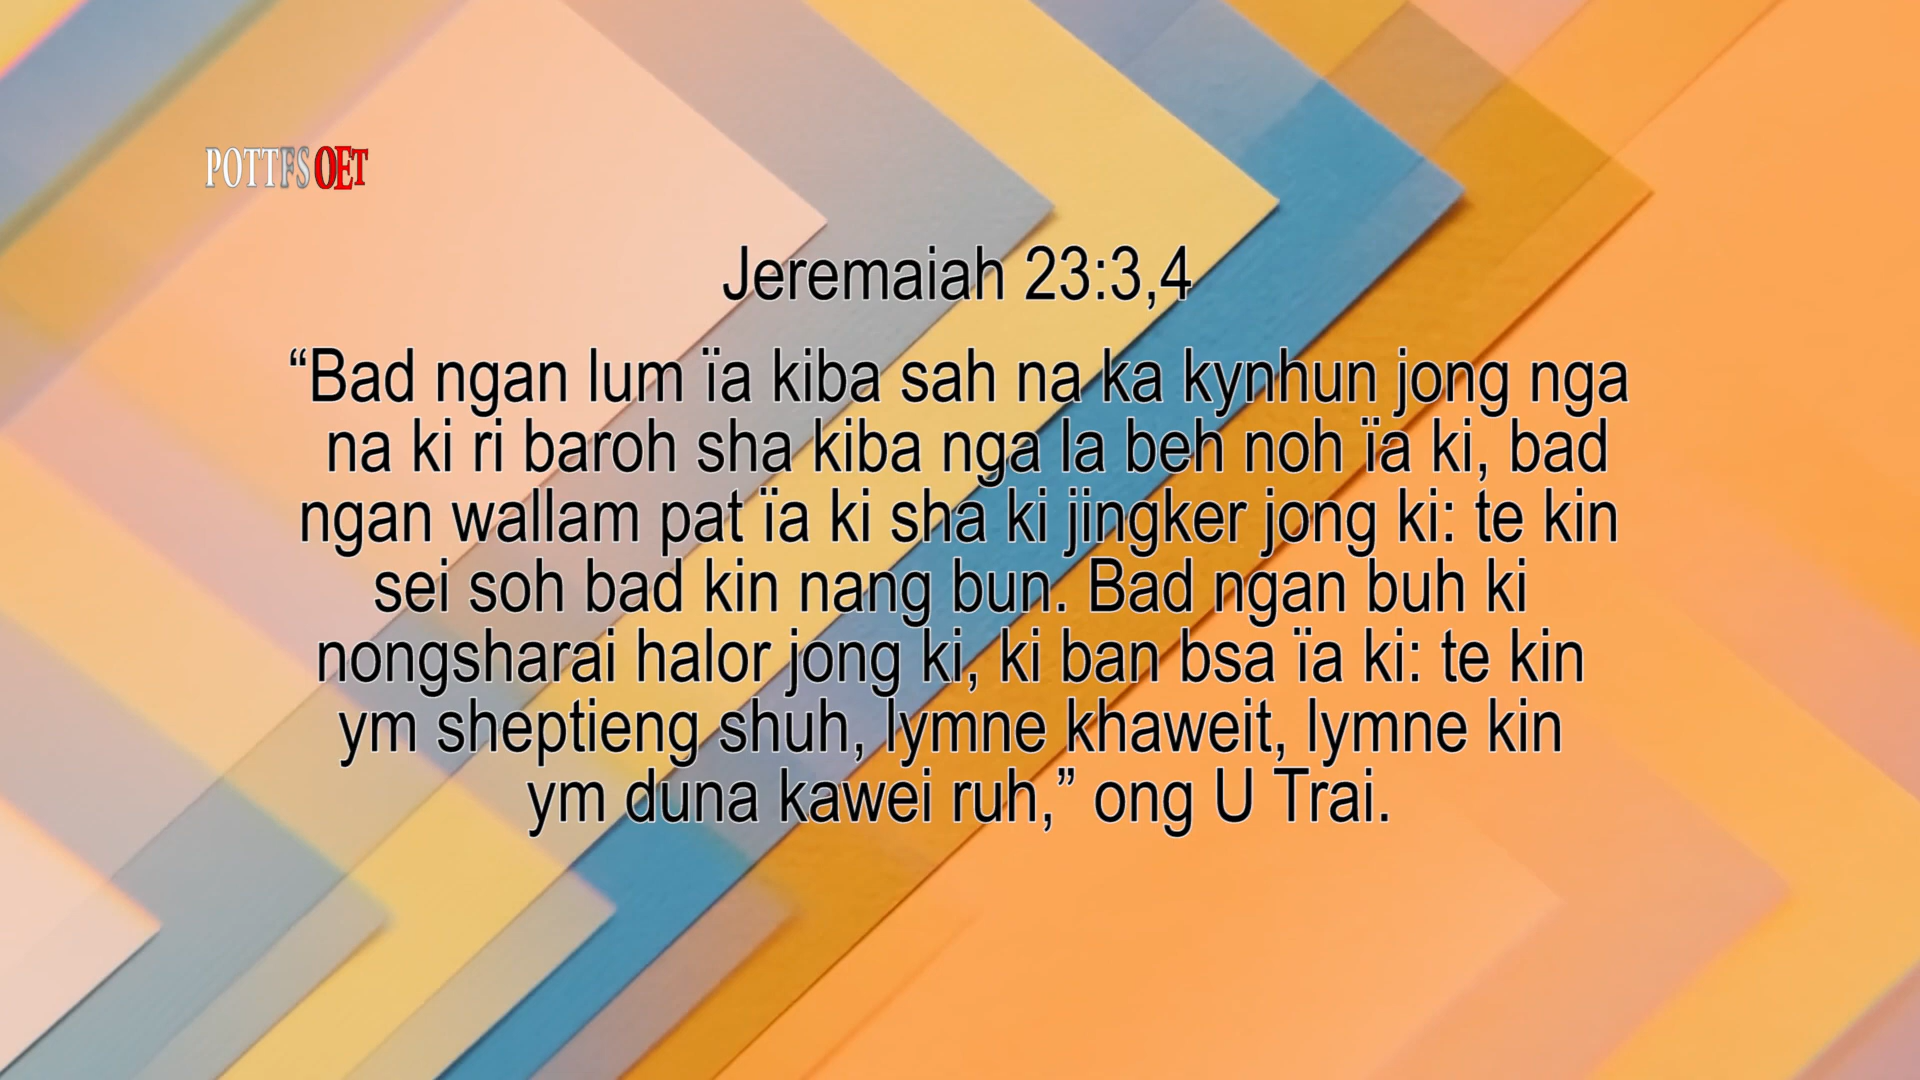 POTTFS OET
Jeremaiah 23:3,4
“Bad ngan lum ïa kiba sah na ka kynhun jong nga
na ki ri baroh sha kiba nga la beh noh ïa ki, bad
ngan wallam pat ïa ki sha ki jingker jong ki: te kin
sei soh bad kin nang bun. Bad ngan buh ki
nongsharai halor jong ki, ki ban bsa ïa ki: te kin
ym sheptieng shuh, lymne khaweit, lymne kin
ym duna kawei ruh,” ong U Trai.